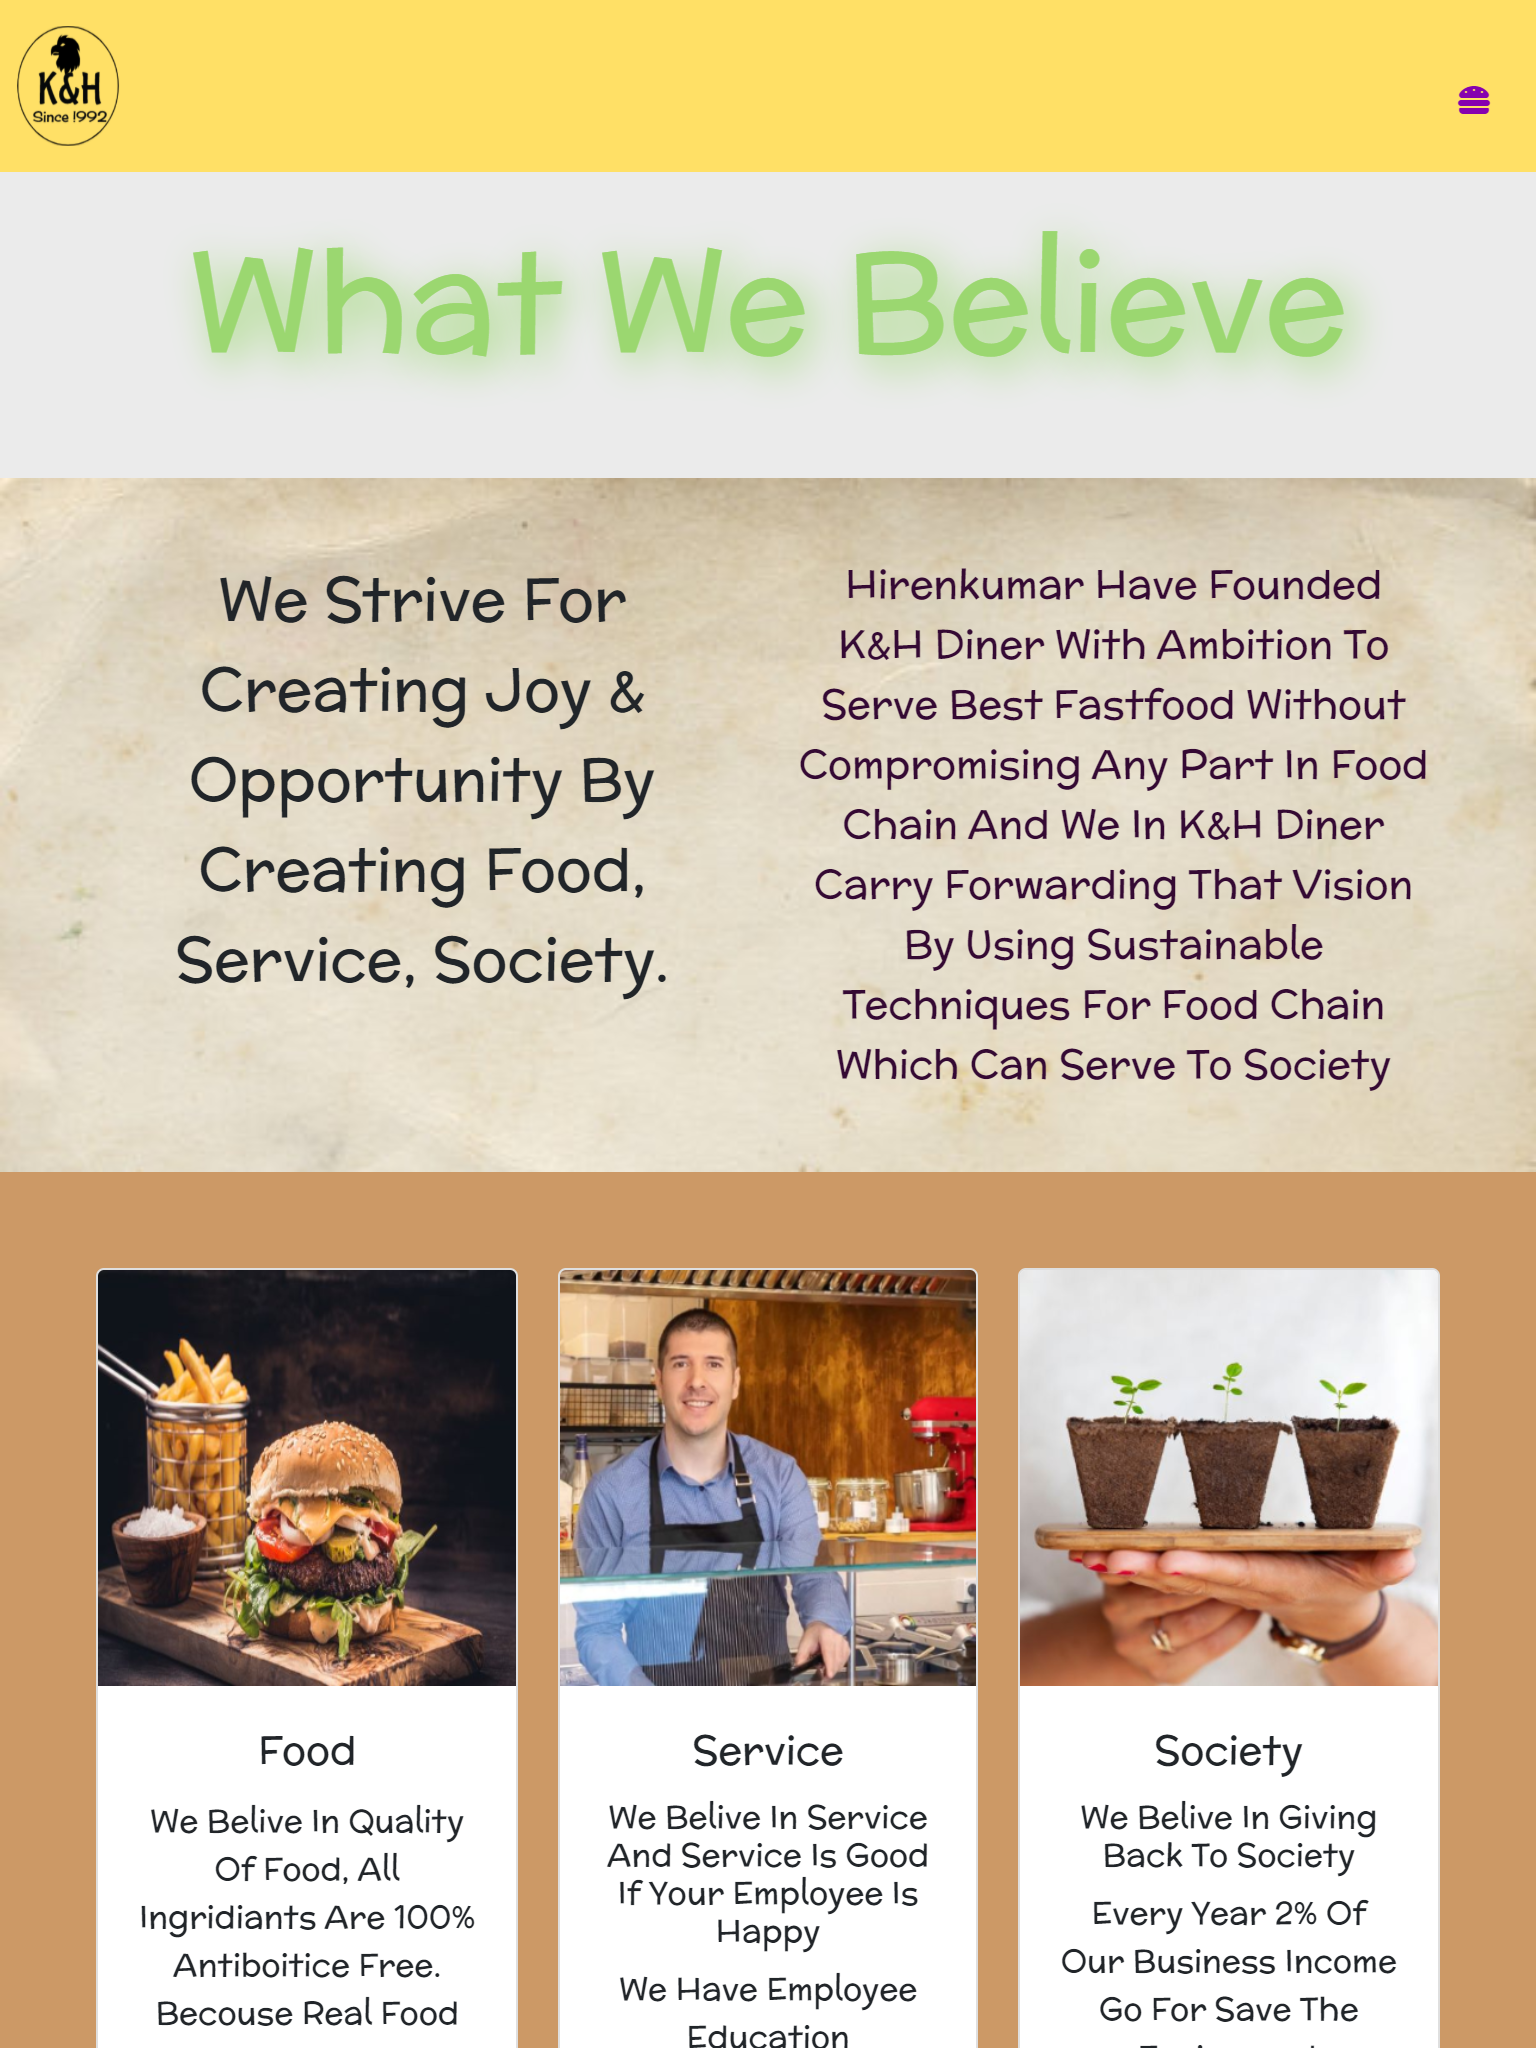 K&H
Since !992
What We Believe
We Strive For
Creating Joy &
Opportunity By
Creating Food,
Service, Society.
Hirenkumar Have Founded
K&H Diner With Ambition To
Serve Best Fastfood Without
Compromising Any Part In Food
Chain And We In K&H Diner
Carry Forwarding That Vision
By Using Sustainable
Techniques For Food Chain
Which Can Serve To Society
Food
We Belive In Quality
Of Food, All
Ingridiants Are 100%
Antiboitice Free.
Becouse Real Food
Service
We Belive In Service
And Service Is Good
If Your Employee Is
Happy
We Have Employee
Education
Society
We Belive In Giving
Back To Society
Every Year 2% Of
Our Business Income
Go For Save The